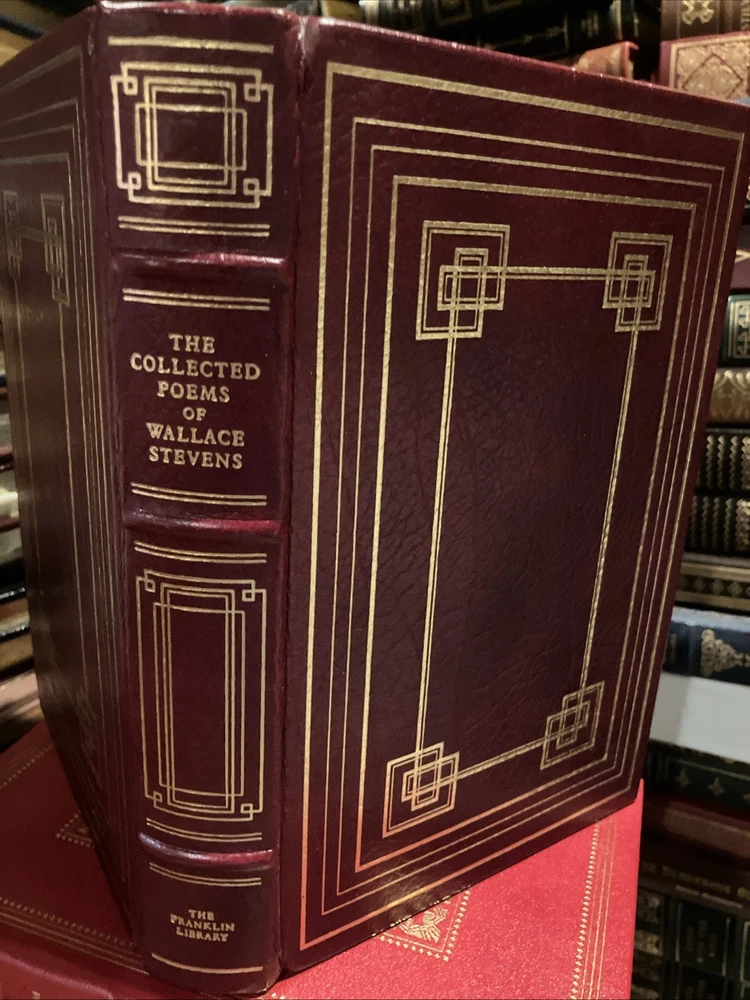 THE
COLLECTED
POEMS
OF
WALLACE
STEVENS
THE
FRANKLIN
LIBRARY